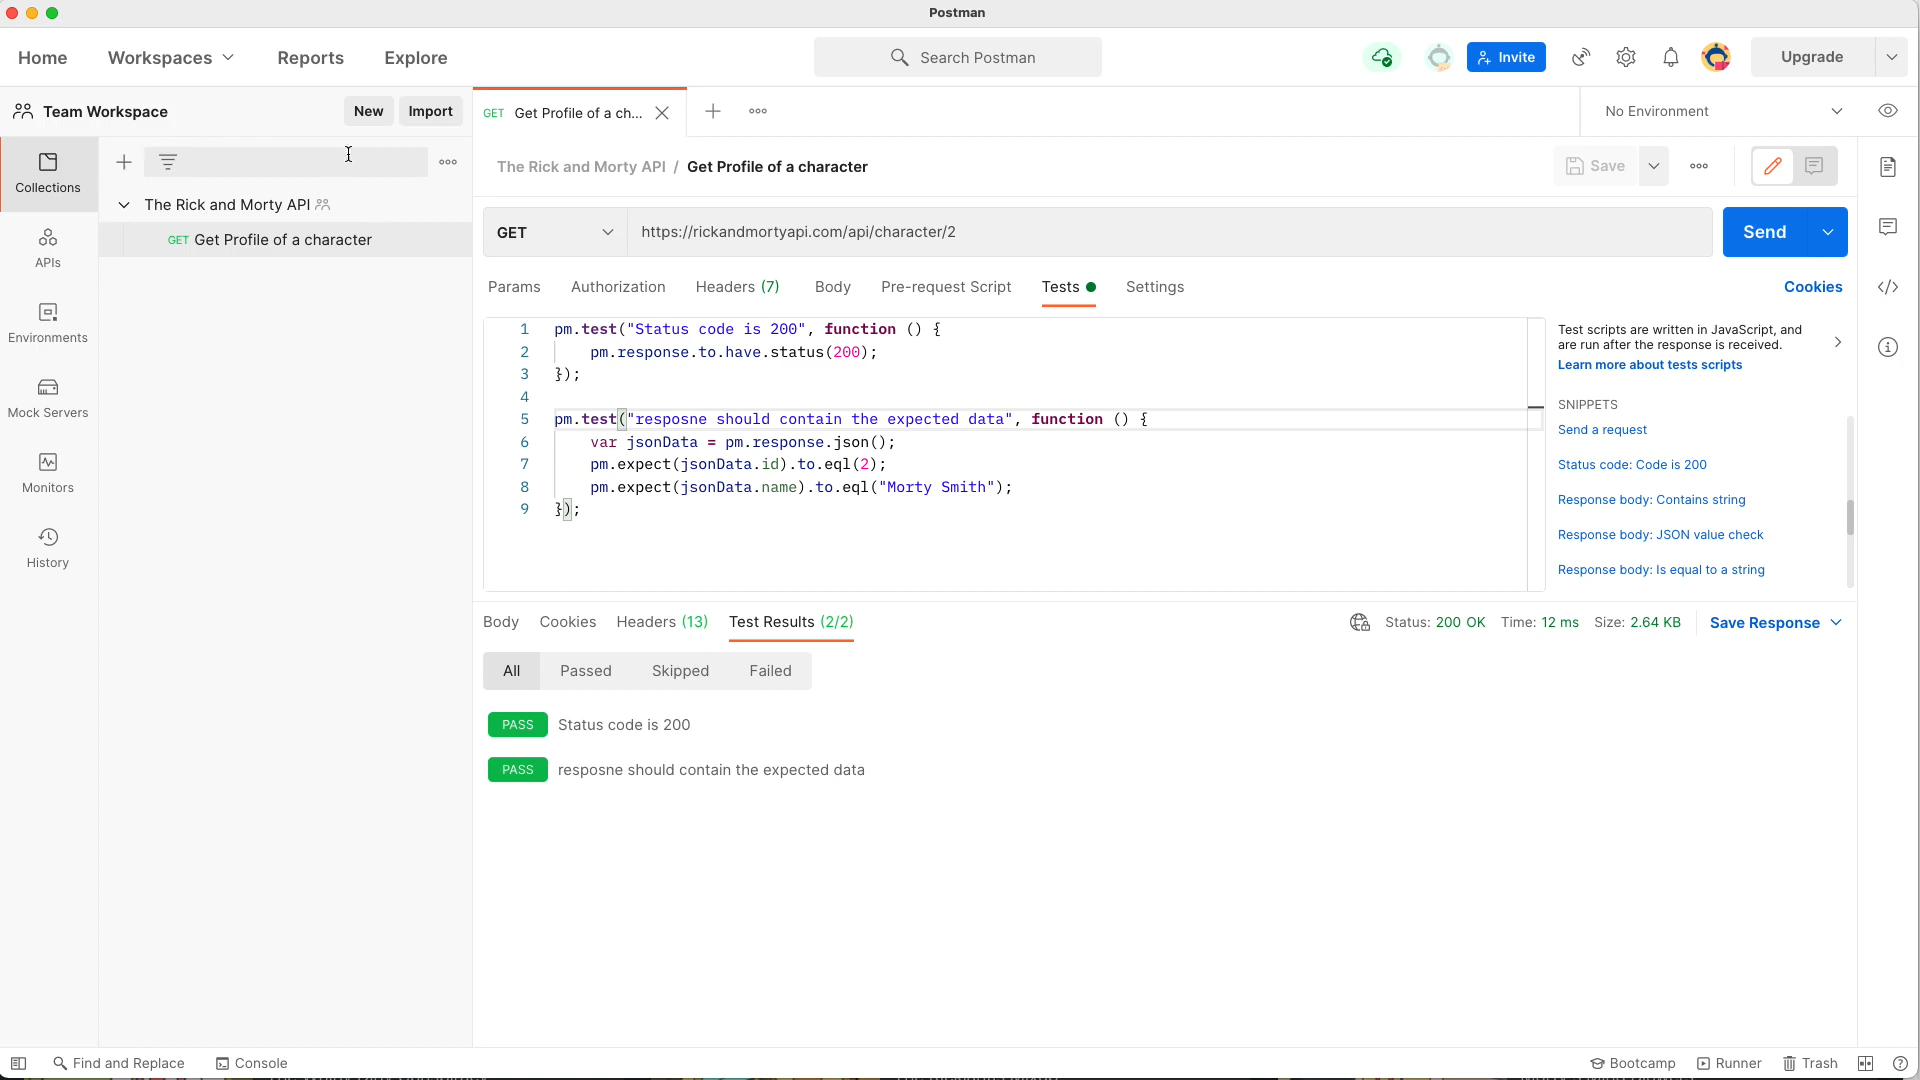 Postman
Home Workspaces Reports Explore Search Postman Invite Upgrade
Team Workspace New Import GET Get Profile of a ch... No Environment
Collections
The Rick and Morty API / Get Profile of a character Save
The Rick and Morty API
GET Get Profile of a character
APIs
Environments
Mock Servers
Monitors
History
GET https://rickandmortyapi.com/api/character/2 Send
Params Authorization Headers (7) Body Pre-request Script Tests Settings Cookies
1 pm.test("Status code is 200", function () {
2 pm.response.to.have.status(200);
3 });
4
5 pm.test("resposne should contain the expected data", function () {
6 var jsonData = pm.response.json();
7 pm.expect(jsonData.id).to.eql(2);
8 pm.expect(jsonData.name).to.eql("Morty Smith");
9 });
Test scripts are written in JavaScript, and
are run after the response is received.
Learn more about tests scripts
SNIPPETS
Send a request
Status code: Code is 200
Response body: Contains string
Response body: JSON value check
Response body: Is equal to a string
Body Cookies Headers (13) Test Results (2/2) Status: 200 OK Time: 12 ms Size: 2.64 KB Save Response
All Passed Skipped Failed
PASS Status code is 200
PASS resposne should contain the expected data
Find and Replace Console Bootcamp Runner Trash